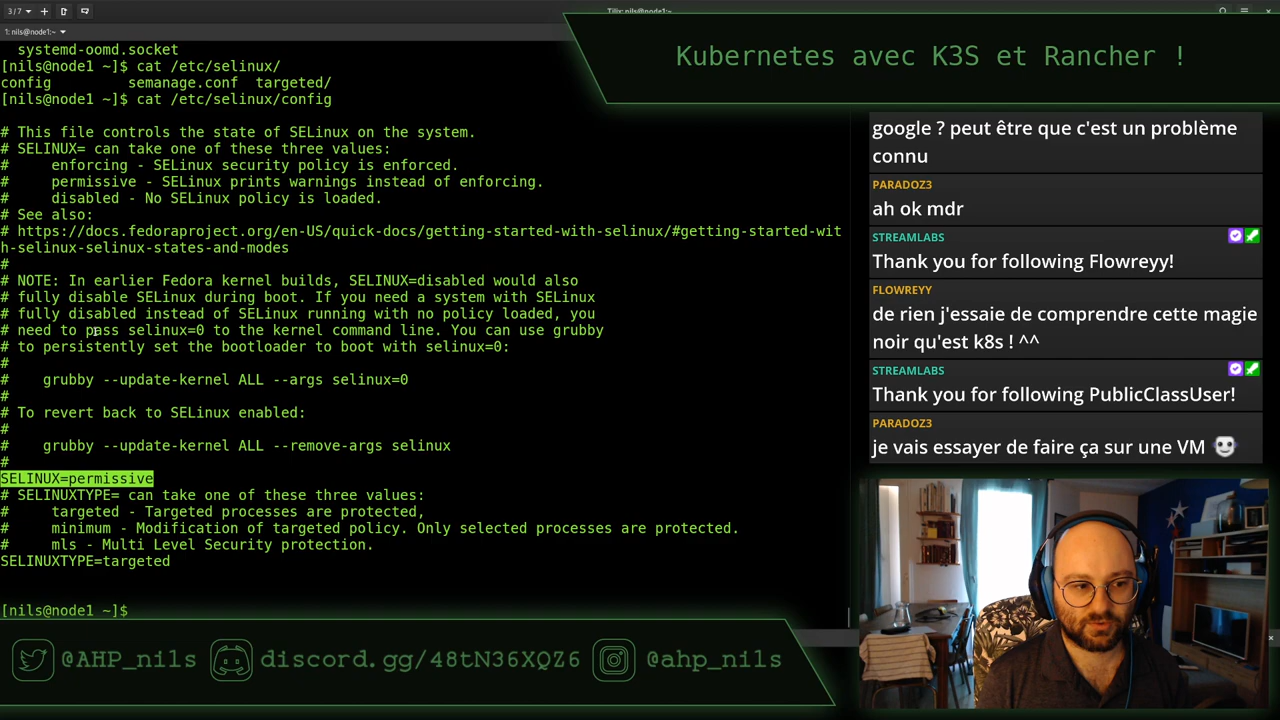 3/7
Tilix: nils@node1:~
1: nils@node1:~
systemd-oomd.socket
[nils@node1 ~]$ cat /etc/selinux/
config         semanage.conf  targeted/
[nils@node1 ~]$ cat /etc/selinux/config
# This file controls the state of SELinux on the system.
# SELINUX= can take one of these three values:
#     enforcing - SELinux security policy is enforced.
#     permissive - SELinux prints warnings instead of enforcing.
#     disabled - No SELinux policy is loaded.
# See also:
# https://docs.fedoraproject.org/en-US/quick-docs/getting-started-with-selinux/#getting-started-wit
h-selinux-selinux-states-and-modes
#
# NOTE: In earlier Fedora kernel builds, SELINUX=disabled would also
# fully disable SELinux during boot. If you need a system with SELinux
# fully disabled instead of SELinux running with no policy loaded, you
# need to pass selinux=0 to the kernel command line. You can use grubby
# to persistently set the bootloader to boot with selinux=0:
#
#    grubby --update-kernel ALL --args selinux=0
#
# To revert back to SELinux enabled:
#
#    grubby --update-kernel ALL --remove-args selinux
#
SELINUX=permissive
# SELINUXTYPE= can take one of these three values:
#     targeted - Targeted processes are protected,
#     minimum - Modification of targeted policy. Only selected processes are protected.
#     mls - Multi Level Security protection.
SELINUXTYPE=targeted
[nils@node1 ~]$
Kubernetes avec K3S et Rancher !
google ? peut être que c'est un problème
connu
PARADOZ3
ah ok mdr
STREAMLABS
Thank you for following Flowreyy!
FLOWREYY
de rien j'essaie de comprendre cette magie
noir qu'est k8s ! ^^
STREAMLABS
Thank you for following PublicClassUser!
PARADOZ3
je vais essayer de faire ça sur une VM
@AHP_nils
discord.gg/48tN36XQZ6
@ahp_nils